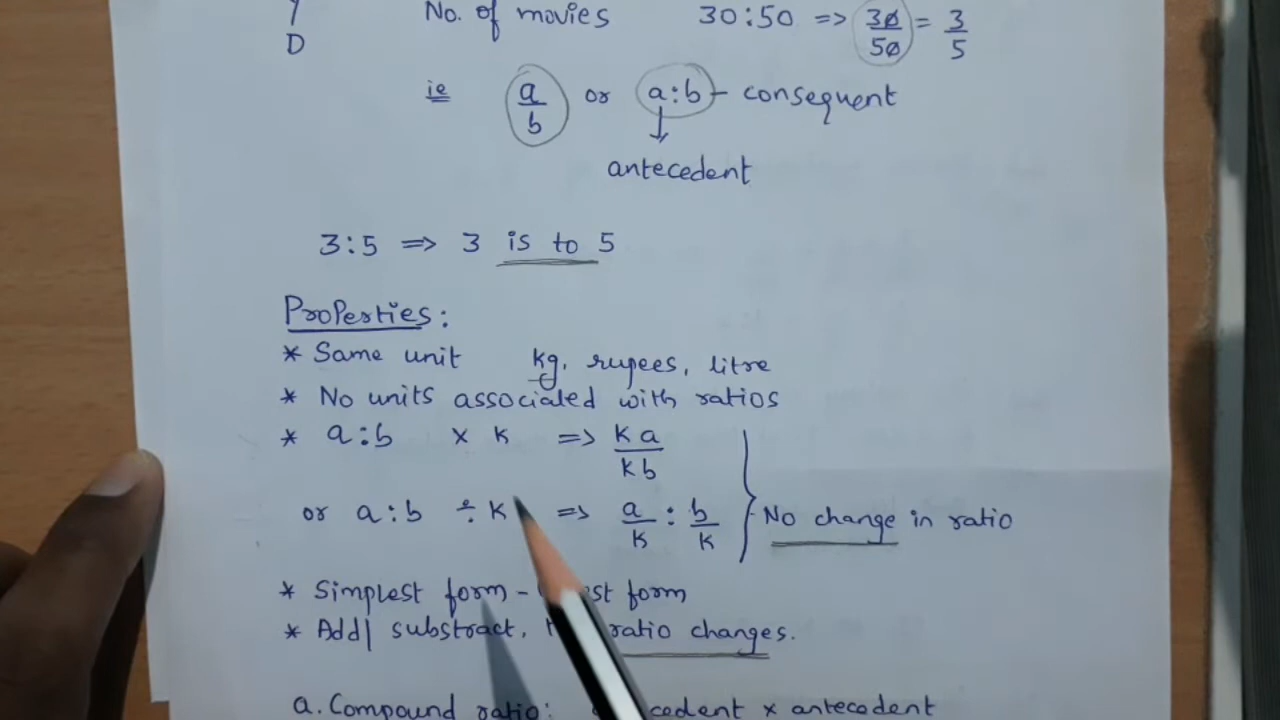 No. of movies 30:50 => 30/50 = 3/5
D
ie a/b or a:b - consequent
antecedent
3:5 => 3 is to 5
Properties:
* Same unit kg, rupees, litre
* No units associated with ratios
* a:b × k => ka/kb
or a:b ÷ k => a/k : b/k } No change in ratio
* Simplest form - st form
* Add| substract, ratio changes.
a. Compound ratio: cedent × antecedent